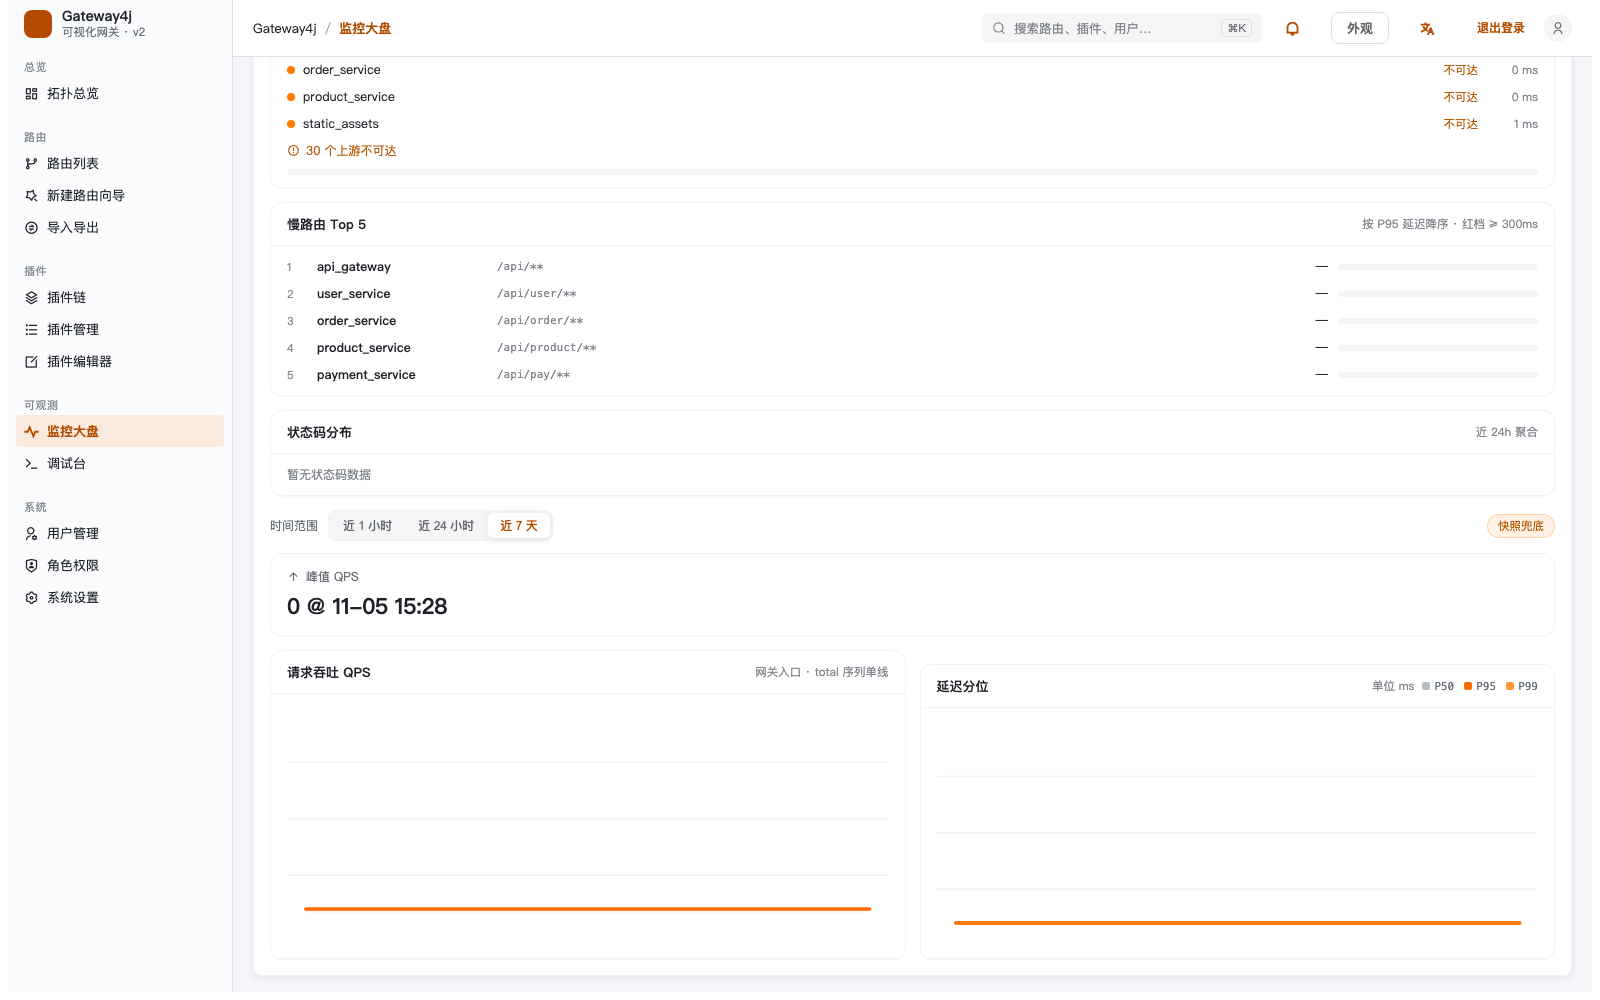 Gateway4j
可视化网关 · v2
总览
拓扑总览
路由
路由列表
新建路由向导
导入导出
插件
插件链
插件管理
插件编辑器
可观测
监控大盘
调试台
系统
用户管理
角色权限
系统设置
Gateway4j / 监控大盘
搜索路由、插件、用户... ⌘K
外观
退出登录
order_service 不可达 0 ms
product_service 不可达 0 ms
static_assets 不可达 1 ms
30 个上游不可达
慢路由 Top 5 按 P95 延迟降序 · 红档 ≥ 300ms
1 api_gateway /api/** —
2 user_service /api/user/** —
3 order_service /api/order/** —
4 product_service /api/product/** —
5 payment_service /api/pay/** —
状态码分布 近 24h 聚合
暂无状态码数据
时间范围 近 1 小时 近 24 小时 近 7 天 快照兜底
↑ 峰值 QPS
0 @ 11-05 15:28
请求吞吐 QPS 网关入口 · total 序列单线
延迟分位 单位 ms P50 P95 P99